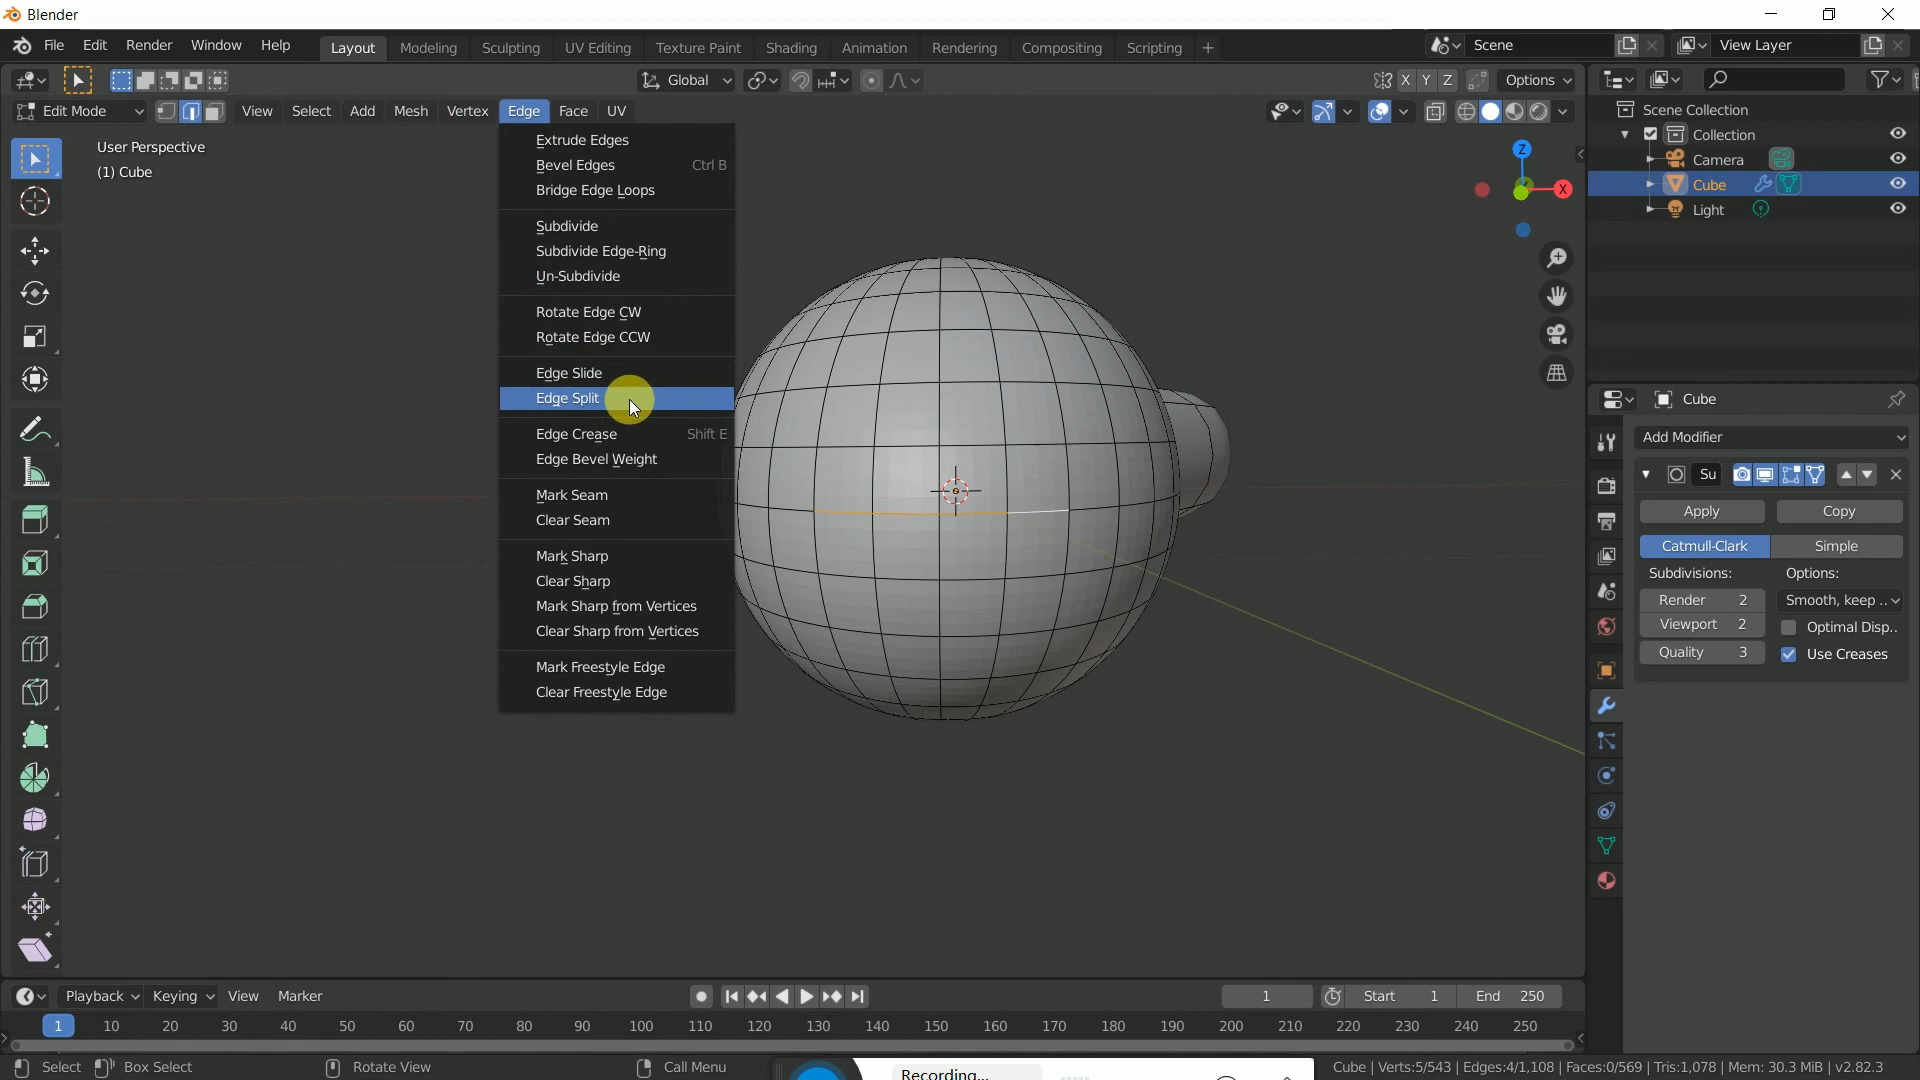 Blender
File Edit Render Window Help Layout Modeling Sculpting UV Editing Texture Paint Shading Animation Rendering Compositing Scripting + Scene View Layer
Global X Y Z Options
Edit Mode View Select Add Mesh Vertex Edge Face UV
User Perspective
(1) Cube
Extrude Edges
Bevel Edges Ctrl B
Bridge Edge Loops
Subdivide
Subdivide Edge-Ring
Un-Subdivide
Rotate Edge CW
Rotate Edge CCW
Edge Slide
Edge Split
Edge Crease Shift E
Edge Bevel Weight
Mark Seam
Clear Seam
Mark Sharp
Clear Sharp
Mark Sharp from Vertices
Clear Sharp from Vertices
Mark Freestyle Edge
Clear Freestyle Edge
Z
X
Scene Collection
Collection
Camera
Cube
Light
Cube
Add Modifier
Su
Apply Copy
Catmull-Clark Simple
Subdivisions: Options:
Render 2 Smooth, keep ..
Viewport 2 Optimal Disp..
Quality 3 Use Creases
Playback Keying View Marker 1 Start 1 End 250
1 10 20 30 40 50 60 70 80 90 100 110 120 130 140 150 160 170 180 190 200 210 220 230 240 250
Select Box Select Rotate View Call Menu Recording... Cube | Verts:5/543 | Edges:4/1,108 | Faces:0/569 | Tris:1,078 | Mem: 30.3 MiB | v2.82.3